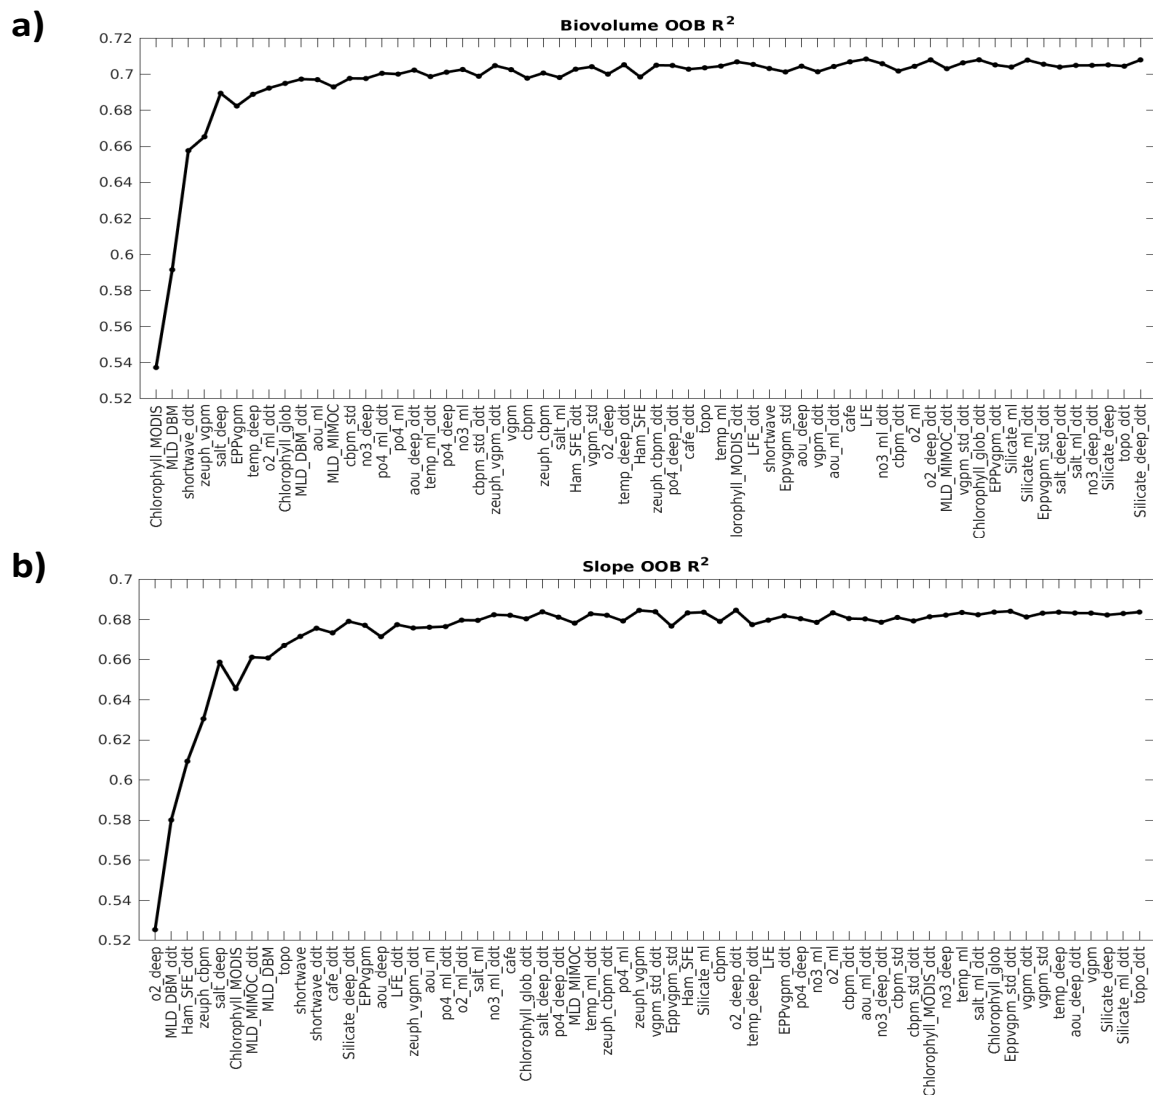 a)
Biovolume OOB R²
0.72
0.7
0.68
0.66
0.64
0.62
0.6
0.58
0.56
0.54
0.52
Chlorophyll_MODIS
MLD_DBM
shortwave_ddt
zeuph_vgpm
salt_deep
EPPvgpm
temp_deep
o2_ml_ddt
Chlorophyll_glob
MLD_DBM_ddt
aou_ml
MLD_MIMOC
cbpm_std
no3_deep
po4_ml_ddt
po4_ml
aou_deep_ddt
temp_ml_ddt
po4_deep
no3_ml
cbpm_std_ddt
zeuph_vgpm_ddt
vgpm
cbpm
zeuph_cbpm
salt_ml
Ham_SFE_ddt
vgpm_std
o2_deep
temp_deep_ddt
Ham_SFE
zeuph_cbpm_ddt
po4_deep_ddt
cafe_ddt
topo
temp_ml
lorophyll_MODIS_ddt
LFE_ddt
shortwave
Eppvgpm_std
aou_deep
vgpm_ddt
aou_ml_ddt
cafe
LFE
no3_ml_ddt
cbpm_ddt
o2_ml
o2_deep_ddt
MLD_MIMOC_ddt
vgpm_std_ddt
Chlorophyll_glob_ddt
EPPvgpm_ddt
Silicate_ml
Silicate_ml_ddt
Eppvgpm_std_ddt
salt_deep_ddt
salt_ml_ddt
no3_deep_ddt
Silicate_deep
topo_ddt
Silicate_deep_ddt
b)
Slope OOB R²
0.7
0.68
0.66
0.64
0.62
0.6
0.58
0.56
0.54
0.52
o2_deep
MLD_DBM_ddt
Ham_SFE_ddt
zeuph_cbpm
salt_deep
Chlorophyll_MODIS
MLD_MIMOC_ddt
MLD_DBM
topo
shortwave
shortwave_ddt
cafe_ddt
Silicate_deep_ddt
EPPvgpm
aou_deep
LFE_ddt
zeuph_vgpm_ddt
aou_ml
po4_ml_ddt
o2_ml_ddt
salt_ml
no3_ml_ddt
cafe
Chlorophyll_glob_ddt
salt_deep_ddt
po4_deep_ddt
MLD_MIMOC
temp_ml_ddt
zeuph_cbpm_ddt
po4_ml
zeuph_vgpm
vgpm_std_ddt
Eppvgpm_std
Ham_SFE
Silicate_ml
cbpm
o2_deep_ddt
temp_deep_ddt
LFE
EPPvgpm_ddt
po4_deep
no3_ml
o2_ml
cbpm_ddt
aou_ml_ddt
no3_deep_ddt
cbpm_std
cbpm_std_ddt
Chlorophyll_MODIS_ddt
no3_deep
temp_ml
salt_ml_ddt
Chlorophyll_glob
Eppvgpm_std_ddt
vgpm_ddt
vgpm_std
temp_deep
aou_deep_ddt
vgpm
Silicate_deep
Silicate_ml_ddt
topo_ddt